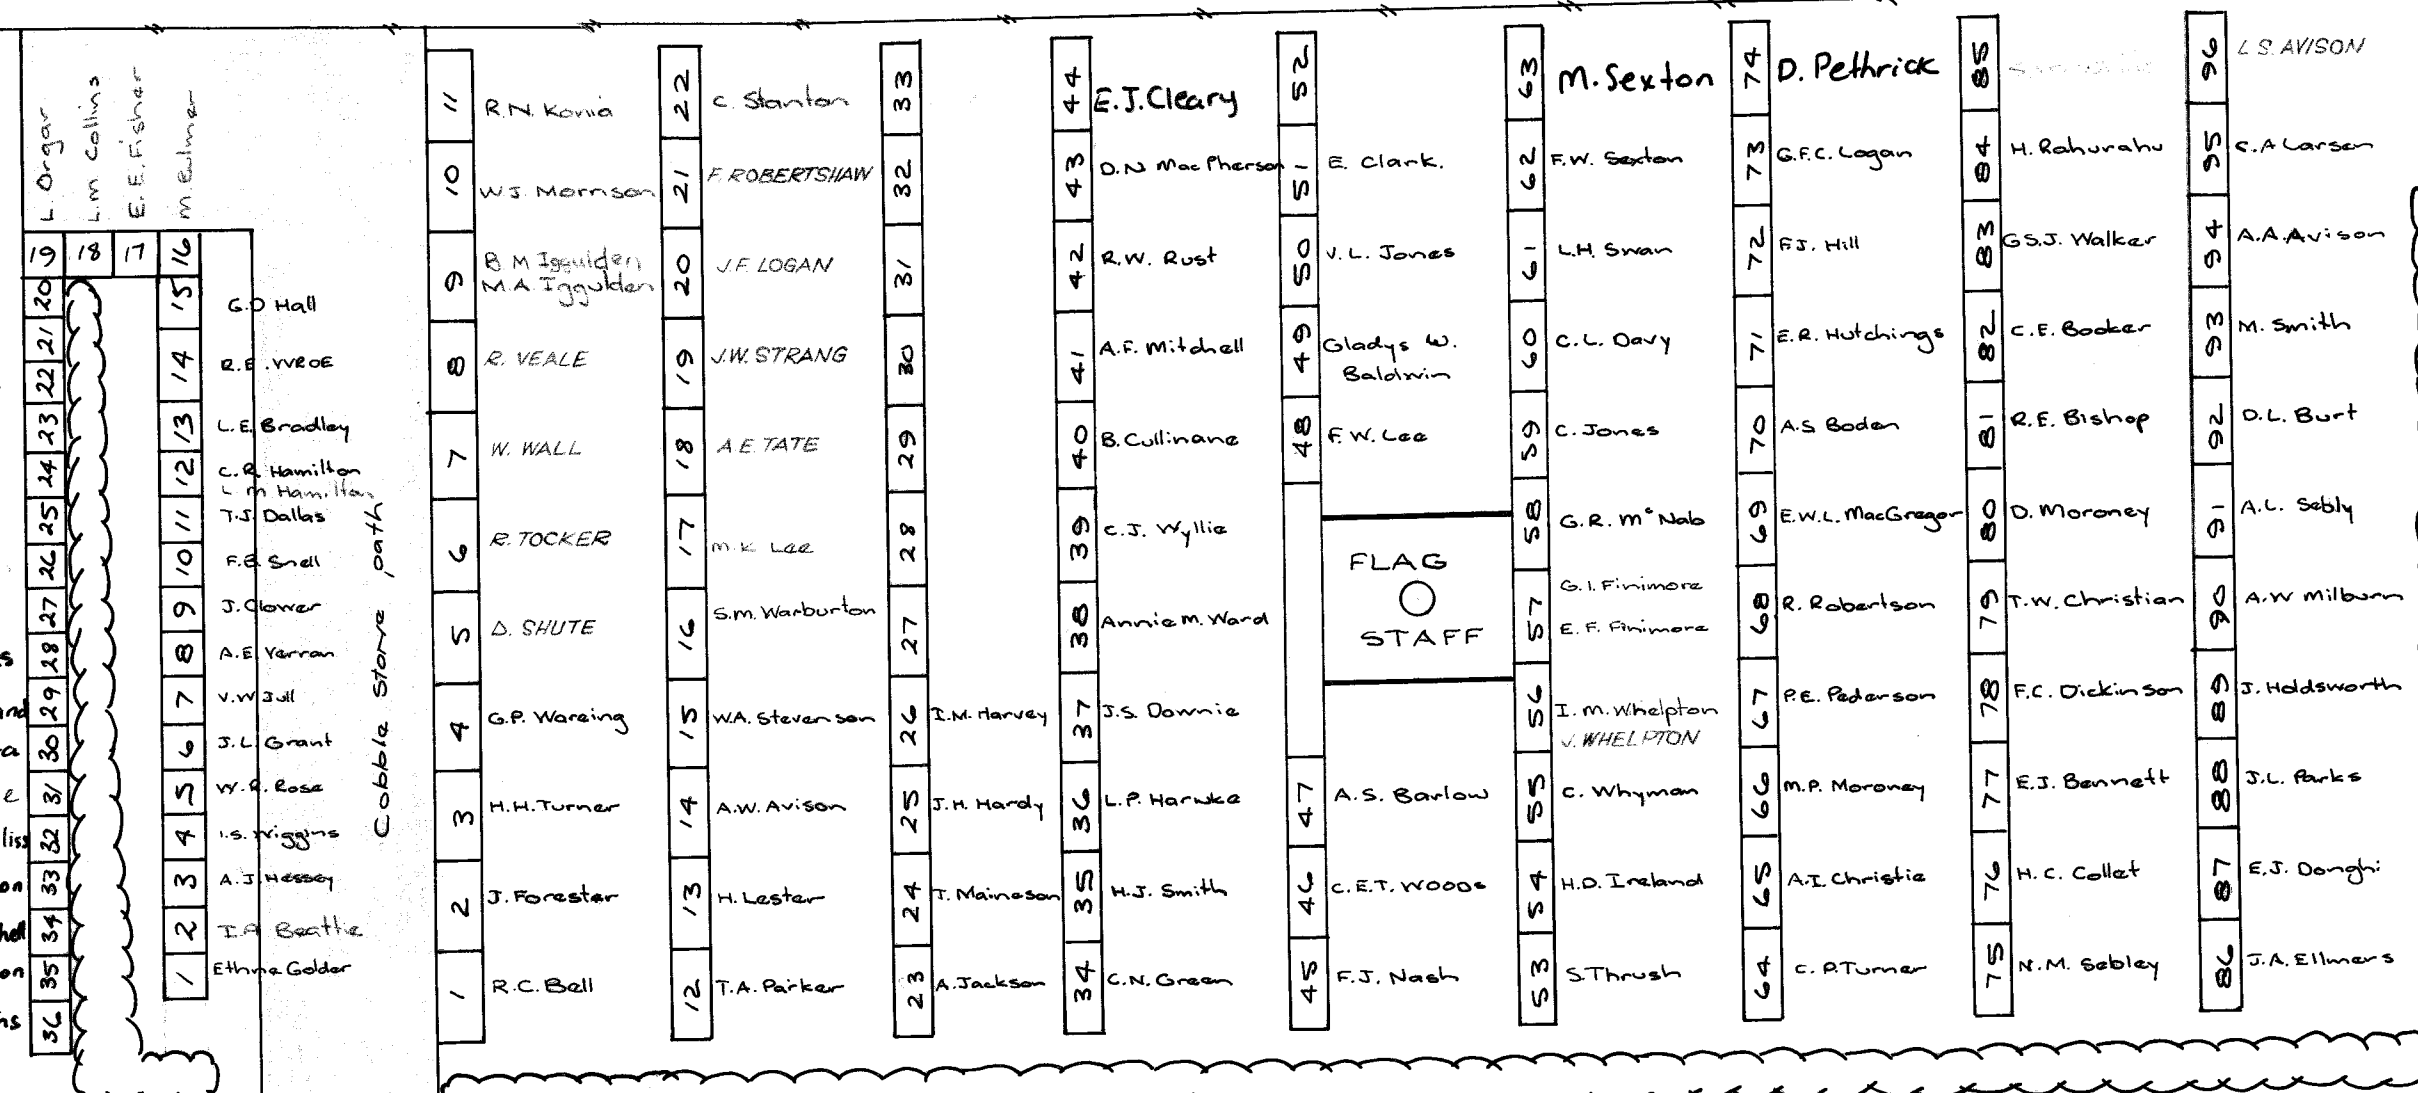 L. Orgar
L.M Collins
E.E. Fisher
M. Bulmer
19 18 17 16
20
21
22
23
24
25
26
27
28
29
30
31
32
33
34
35
36
s
and
a
e
liss
on
hell
on
ns
15 G.D Hall
14 R.E. WROE
13 L.E. Bradley
12 C.R. Hamilton
L M Hamilton
11 T.J. Dallas
10 F.B. Snell
9 J. Clower
8 A.E. Verran
7 V.W Jull
6 J.L. Grant
5 W.R. Rose
4 I.S. Wiggins
3 A.J. Hessey
2 I.A Beattie
1 Ethna Golder
Cobble Stone path
11 R.N. Konia
10 W.J. Morrison
9 B M Iggulden
M.A. Iggulden
8 R. VEALE
7 W. WALL
6 R. TOCKER
5 D. SHUTE
4 G.P. Wareing
3 H.H. Turner
2 J. Forester
1 R.C. Bell
22 C. Stanton
21 F. ROBERTSHAW
20 J.F. LOGAN
19 J.W. STRANG
18 A.E. TATE
17 M.K Lee
16 S.M. Warburton
15 W.A. Stevenson
14 A.W. Avison
13 H. Lester
12 T.A. Parker
33
32
31
30
29
28
27
26 I.M. Harvey
25 J.H. Hardy
24 T. Maineson
23 A. Jackson
44 E.J. Cleary
43 D.N MacPherson
42 R.W. Rust
41 A.F. Mitchell
40 B. Cullinane
39 C.J. Wyllie
38 Annie M. Ward
37 J.S. Downie
36 L.P. Harnke
35 H.J. Smith
34 C.N. Green
52
51 E. Clark.
50 V.L. Jones
49 Gladys W.
Baldwin
48 F.W. Lee
FLAG
STAFF
47 A.S. Barlow
46 C.E.T. WOODS
45 F.J. Nash
63 M. Sexton
62 F.W. Sexton
61 L.H. Swan
60 C.L. Davy
59 C. Jones
58 G.R. McNab
57 G.I. Finimore
E.F. Finimore
56 I.M. Whelpton
J. WHELPTON
55 C. Whyman
54 H.D. Ireland
53 S Thrush
74 D. Pethrick
73 G.F.C. Logan
72 F.J. Hill
71 E.R. Hutchings
70 A.S Boden
69 E.W.L. MacGregor
68 R. Robertson
67 P.E. Pederson
66 M.P. Moroney
65 A.I. Christie
64 C.P. Turner
85
84 H. Rahurahu
83 G.S.J. Walker
82 C.E. Booker
81 R.E. Bishop
80 D. Moroney
79 T.W. Christian
78 F.C. Dickinson
77 E.J. Bennett
76 H.C. Collet
75 N.M. Sebley
96 L S. AVISON
95 C.A Larsen
94 A.A. Avison
93 M. Smith
92 D.L. Burt
91 A.L. Sebly
90 A.W Milburn
89 J. Holdsworth
88 J.L. Parks
87 E.J. Donghi
86 J.A. Ellmers